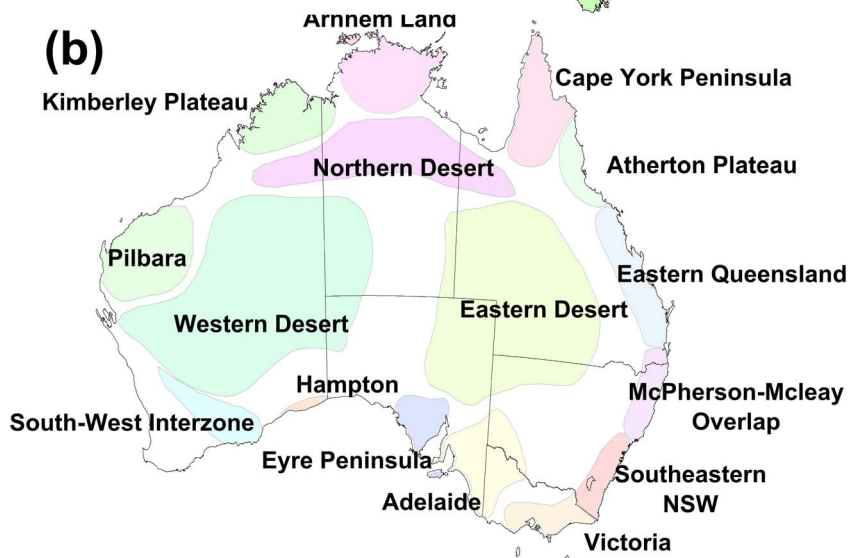 Arnhem Land
(b)
Cape York Peninsula
Kimberley Plateau
Northern Desert
Atherton Plateau
Pilbara
Eastern Queensland
Eastern Desert
Western Desert
Hampton
McPherson-Mcleay
Overlap
South-West Interzone
Eyre Peninsula
Southeastern
NSW
Adelaide
Victoria